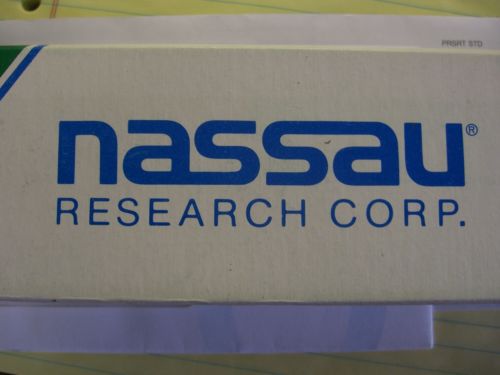 PRSRT STD
nassau®
RESEARCH CORP.